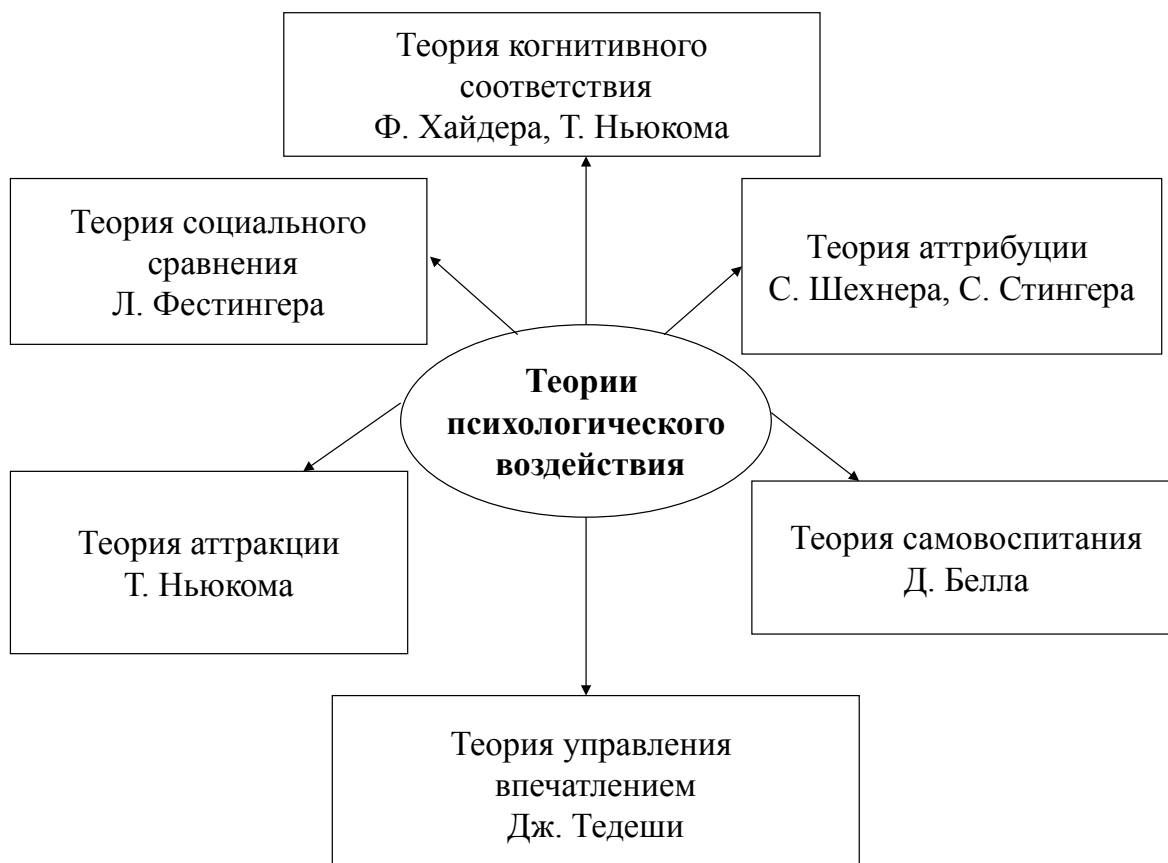 Теория когнитивного
соответствия
Ф. Хайдера, Т. Ньюкома
Теория социального
сравнения
Л. Фестингера
Теория аттрибуции
С. Шехнера, С. Стингера
Теории
психологического
воздействия
Теория аттракции
Т. Ньюкома
Теория самовоспитания
Д. Белла
Теория управления
впечатлением
Дж. Тедеши